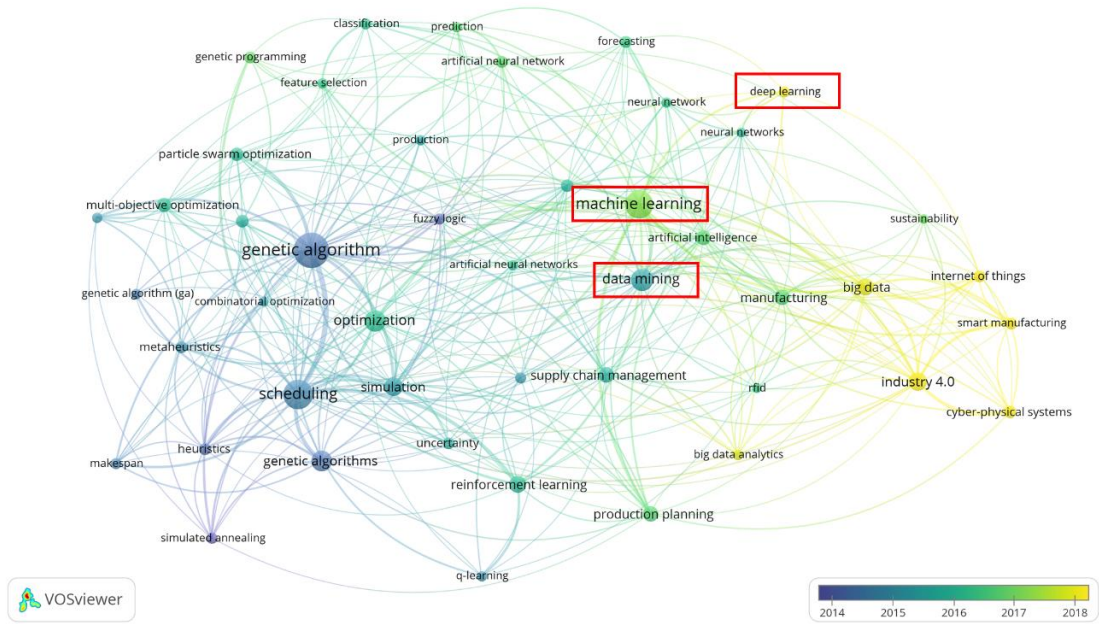 classification
prediction
forecasting
genetic programming
artificial neural network
feature selection
deep learning
neural network
neural networks
production
particle swarm optimization
machine learning
multi-objective optimization
fuzzy logic
sustainability
artificial intelligence
genetic algorithm
artificial neural networks
data mining
internet of things
big data
genetic algorithm (ga)
combinatorial optimization
manufacturing
optimization
smart manufacturing
metaheuristics
supply chain management
simulation
rfid
industry 4.0
scheduling
cyber-physical systems
uncertainty
heuristics
big data analytics
makespan
genetic algorithms
reinforcement learning
production planning
simulated annealing
q-learning
VOSviewer
2014 2015 2016 2017 2018